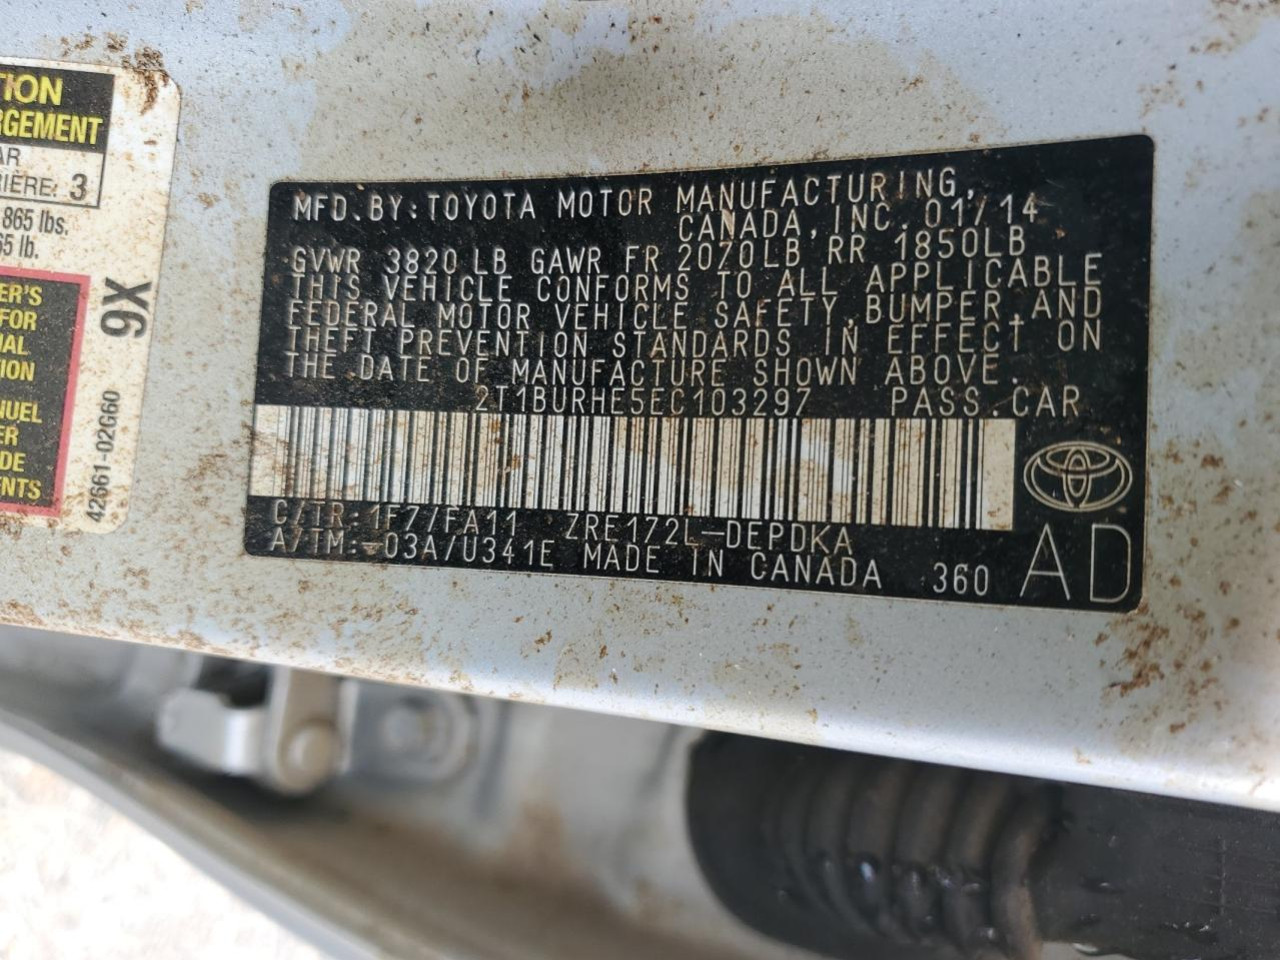 TION
RGEMENT
AR
RIÈRE: 3
865 lbs.
65 lb.
ER'S
FOR
IAL
ION
NUEL
ER
DE
NTS
9X
42661-02G60
MFD.BY:TOYOTA MOTOR MANUFACTURING,
CANADA, INC. 01/14
GVWR 3820 LB GAWR FR 2070LB RR 1850LB
THIS VEHICLE CONFORMS TO ALL APPLICABLE
FEDERAL MOTOR VEHICLE SAFETY, BUMPER, AND
THEFT PREVENTION STANDARDS IN EFFECT ON
THE DATE OF MANUFACTURE SHOWN ABOVE.
2T1BURHE5EC103297 PASS.CAR
C/TR: 1F7/FA11 ZRE172L-DEPDKA
A/TM: -03A/U341E MADE IN CANADA 360 AD